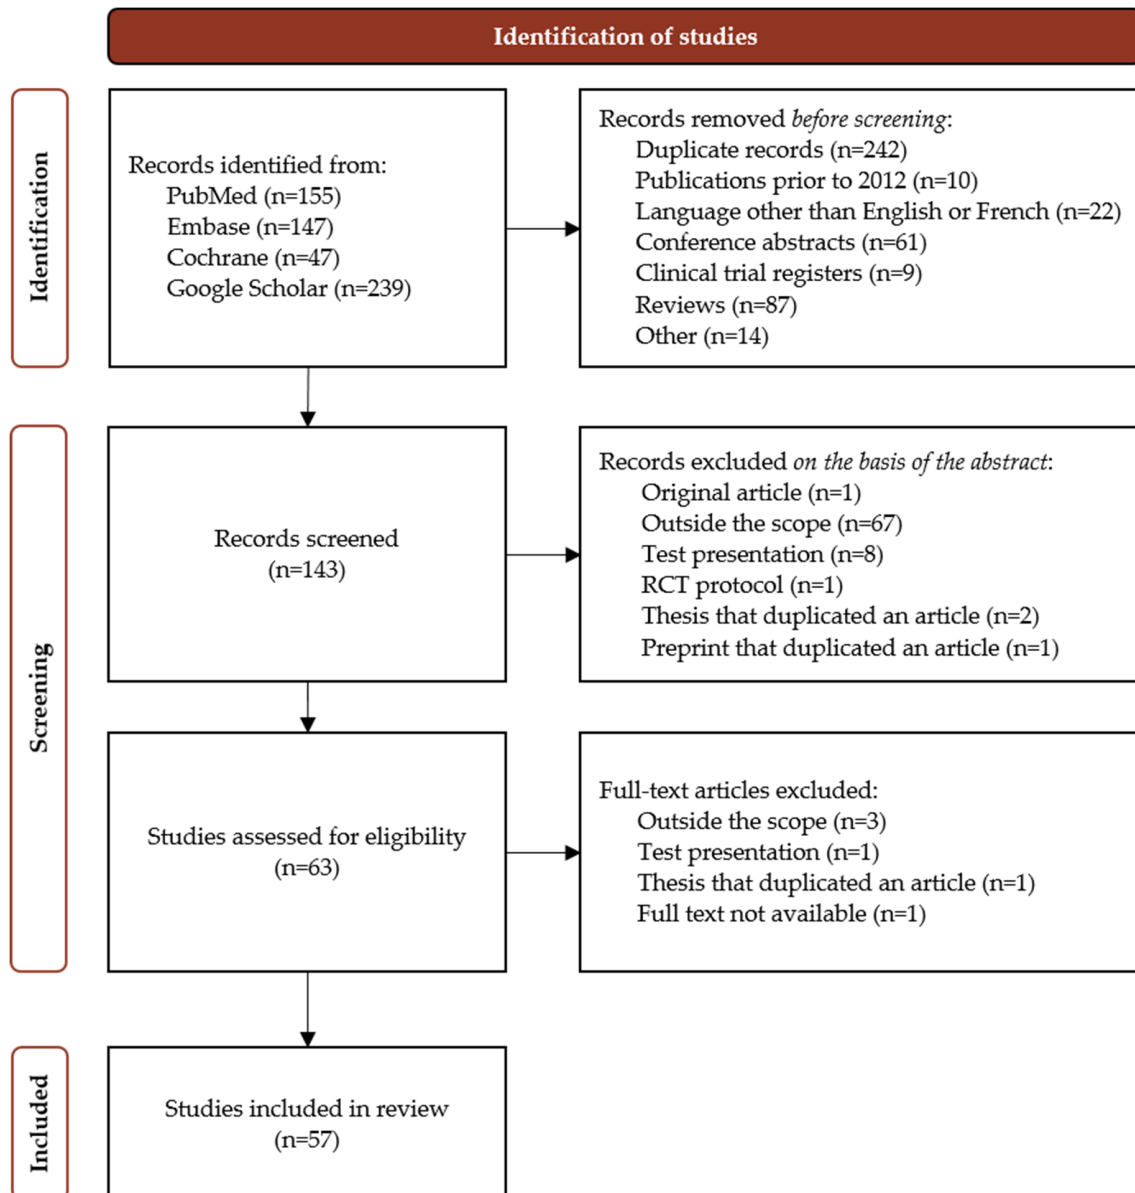 Identification of studies
Identification
Records identified from:
PubMed (n=155)
Embase (n=147)
Cochrane (n=47)
Google Scholar (n=239)
Records removed before screening:
Duplicate records (n=242)
Publications prior to 2012 (n=10)
Language other than English or French (n=22)
Conference abstracts (n=61)
Clinical trial registers (n=9)
Reviews (n=87)
Other (n=14)
Screening
Records screened
(n=143)
Records excluded on the basis of the abstract:
Original article (n=1)
Outside the scope (n=67)
Test presentation (n=8)
RCT protocol (n=1)
Thesis that duplicated an article (n=2)
Preprint that duplicated an article (n=1)
Studies assessed for eligibility
(n=63)
Full-text articles excluded:
Outside the scope (n=3)
Test presentation (n=1)
Thesis that duplicated an article (n=1)
Full text not available (n=1)
Included
Studies included in review
(n=57)